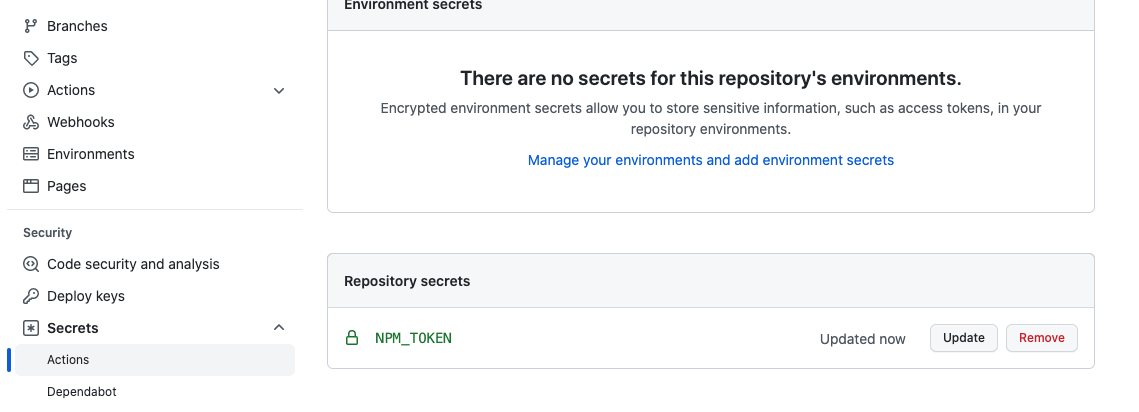 Branches
Tags
Actions
Webhooks
Environments
Pages
Security
Code security and analysis
Deploy keys
Secrets
Actions
Dependabot
Environment secrets
There are no secrets for this repository's environments.
Encrypted environment secrets allow you to store sensitive information, such as access tokens, in your
repository environments.
Manage your environments and add environment secrets
Repository secrets
NPM_TOKEN Updated now Update Remove